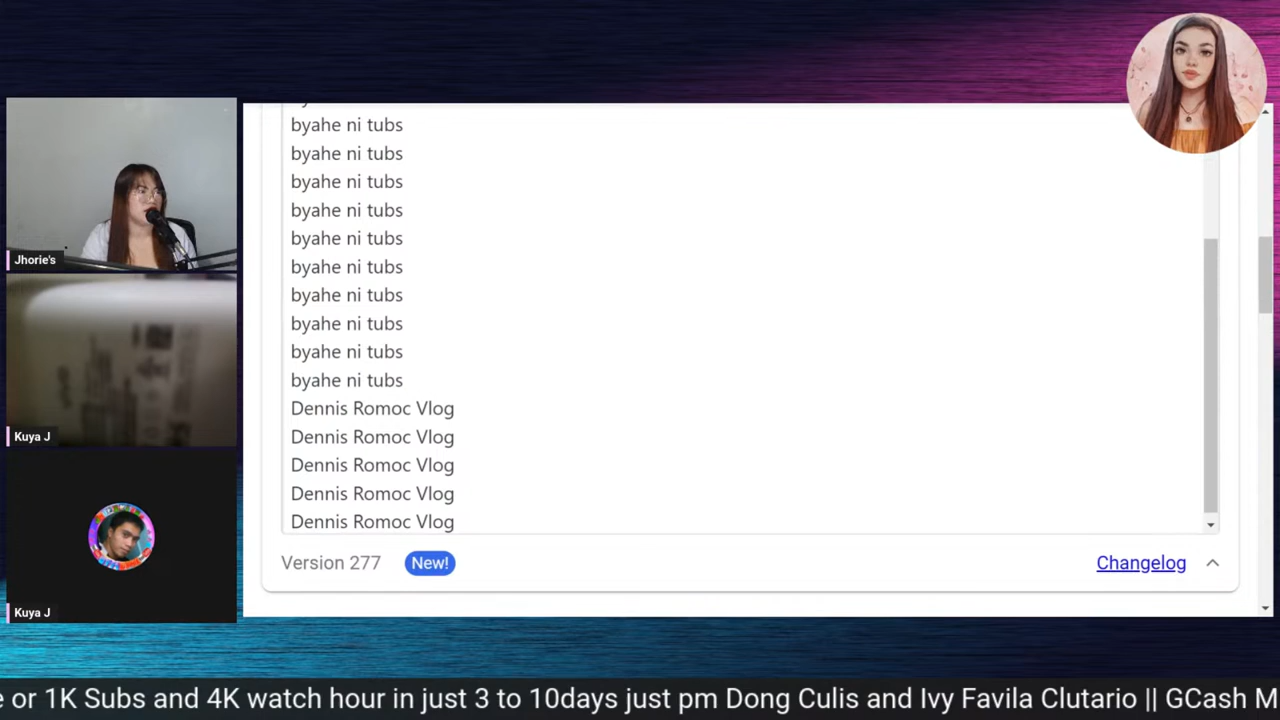 byahe ni tubs
byahe ni tubs
byahe ni tubs
byahe ni tubs
byahe ni tubs
byahe ni tubs
byahe ni tubs
byahe ni tubs
byahe ni tubs
byahe ni tubs
Dennis Romoc Vlog
Dennis Romoc Vlog
Dennis Romoc Vlog
Dennis Romoc Vlog
Dennis Romoc Vlog
Version 277 New! Changelog
Jhorie's
Kuya J
Kuya J
e or 1K Subs and 4K watch hour in just 3 to 10days just pm Dong Culis and Ivy Favila Clutario || GCash M